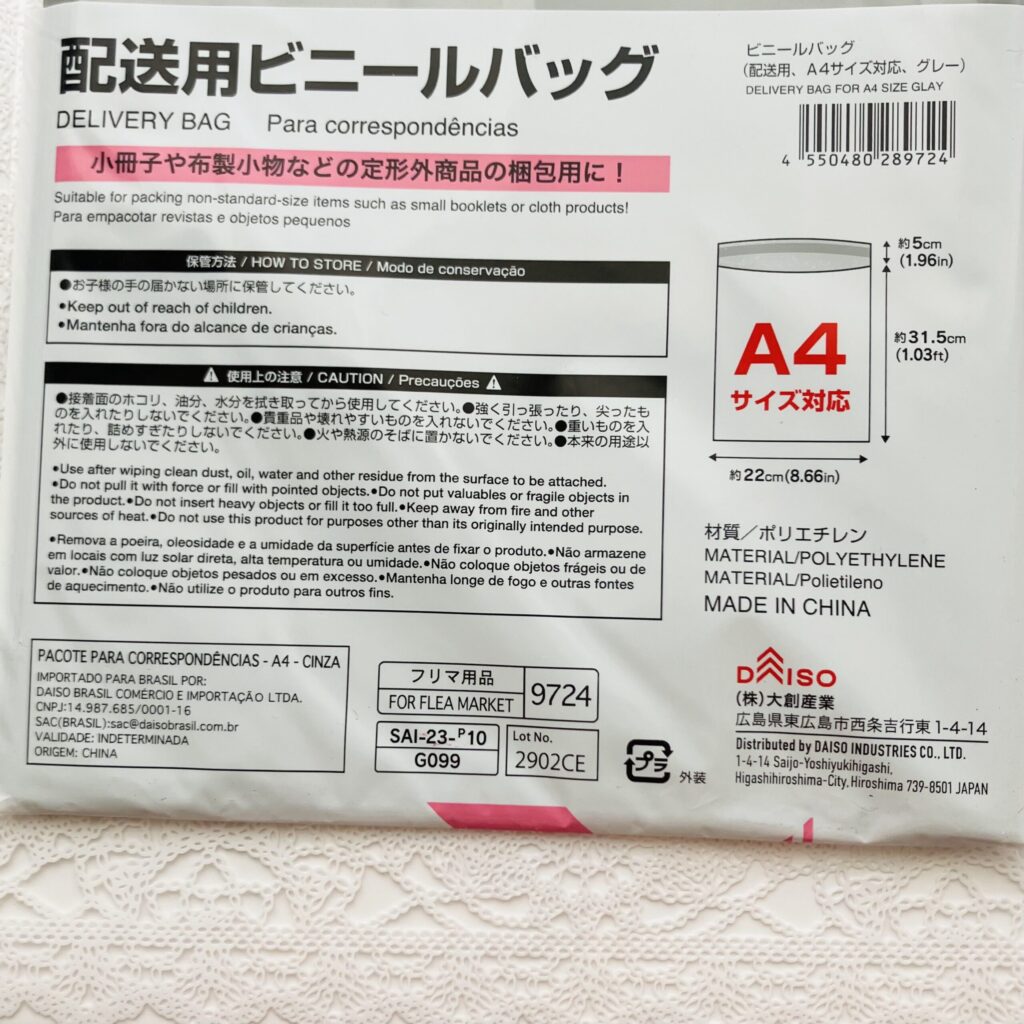 配送用ビニールバッグ
DELIVERY BAG Para correspondências
小冊子や布製小物などの定形外商品の梱包用に！
Suitable for packing non-standard-size items such as small booklets or cloth products!
Para empacotar revistas e objetos pequenos
保管方法 / HOW TO STORE / Modo de conservação
●お子様の手の届かない場所に保管してください。
•Keep out of reach of children.
•Mantenha fora do alcance de crianças.
使用上の注意 / CAUTION / Precauções
●接着面のホコリ、油分、水分を拭き取ってから使用してください。●強く引っ張ったり、尖ったも
のを入れたりしないでください。●貴重品や壊れやすいものを入れないでください。●重いものを入
れたり、詰めすぎたりしないでください。●火や熱源のそばに置かないでください。●本来の用途以
外に使用しないでください。
•Use after wiping clean dust, oil, water and other residue from the surface to be attached.
•Do not pull it with force or fill with pointed objects.•Do not put valuables or fragile objects in
the product.•Do not insert heavy objects or fill it too full.•Keep away from fire and other
sources of heat.•Do not use this product for purposes other than its originally intended purpose.
•Remova a poeira, oleosidade e a umidade da superfície antes de fixar o produto.•Não armazene
em locais com luz solar direta, alta temperatura ou umidade.•Não coloque objetos frágeis ou de
valor.•Não coloque objetos pesados ou em excesso.•Mantenha longe de fogo e outras fontes
de aquecimento.•Não utilize o produto para outros fins.
PACOTE PARA CORRESPONDÊNCIAS - A4 - CINZA
IMPORTADO PARA BRASIL POR:
DAISO BRASIL COMÉRCIO E IMPORTAÇÃO LTDA.
CNPJ:14.987.685/0001-16
SAC(BRASIL):sac@daisobrasil.com.br
VALIDADE: INDETERMINADA
ORIGEM: CHINA
フリマ用品
FOR FLEA MARKET
9724
SAI-23-P10
G099
Lot No.
2902CE
プラ
外装
ビニールバッグ
(配送用、A4サイズ対応、グレー)
DELIVERY BAG FOR A4 SIZE GLAY
4 550480 289724
約5cm
(1.96in)
約31.5cm
(1.03ft)
A4
サイズ対応
約22cm(8.66in)
材質／ポリエチレン
MATERIAL/POLYETHYLENE
MATERIAL/Polietileno
MADE IN CHINA
DAISO
(株)大創産業
広島県東広島市西条吉行東1-4-14
Distributed by DAISO INDUSTRIES CO., LTD.
1-4-14 Saijo-Yoshiyukihigashi,
Higashihiroshima-City, Hiroshima 739-8501 JAPAN